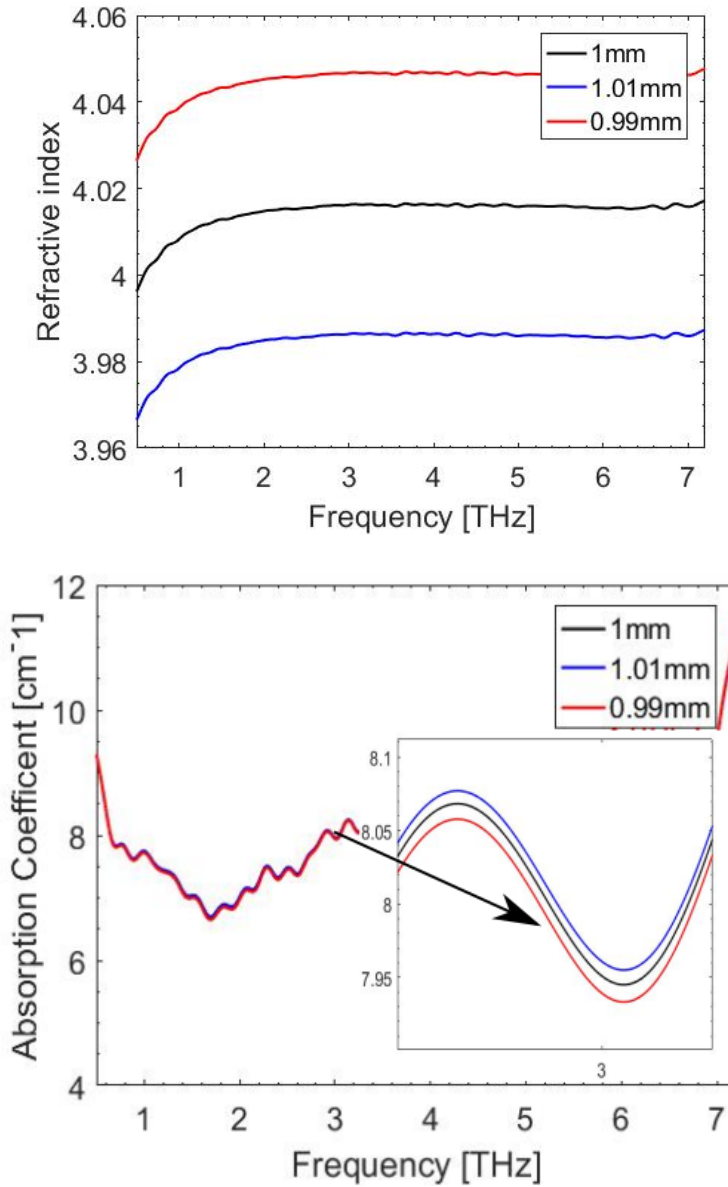 4.06
4.04
4.02
4
3.98
3.96
Refractive index
1mm
1.01mm
0.99mm
1 2 3 4 5 6 7
Frequency [THz]
12
10
8
6
4
Absorption Coefficent [cm⁻1]
1mm
1.01mm
0.99mm
8.1
8.05
8
7.95
3
1 2 3 4 5 6 7
Frequency [THz]